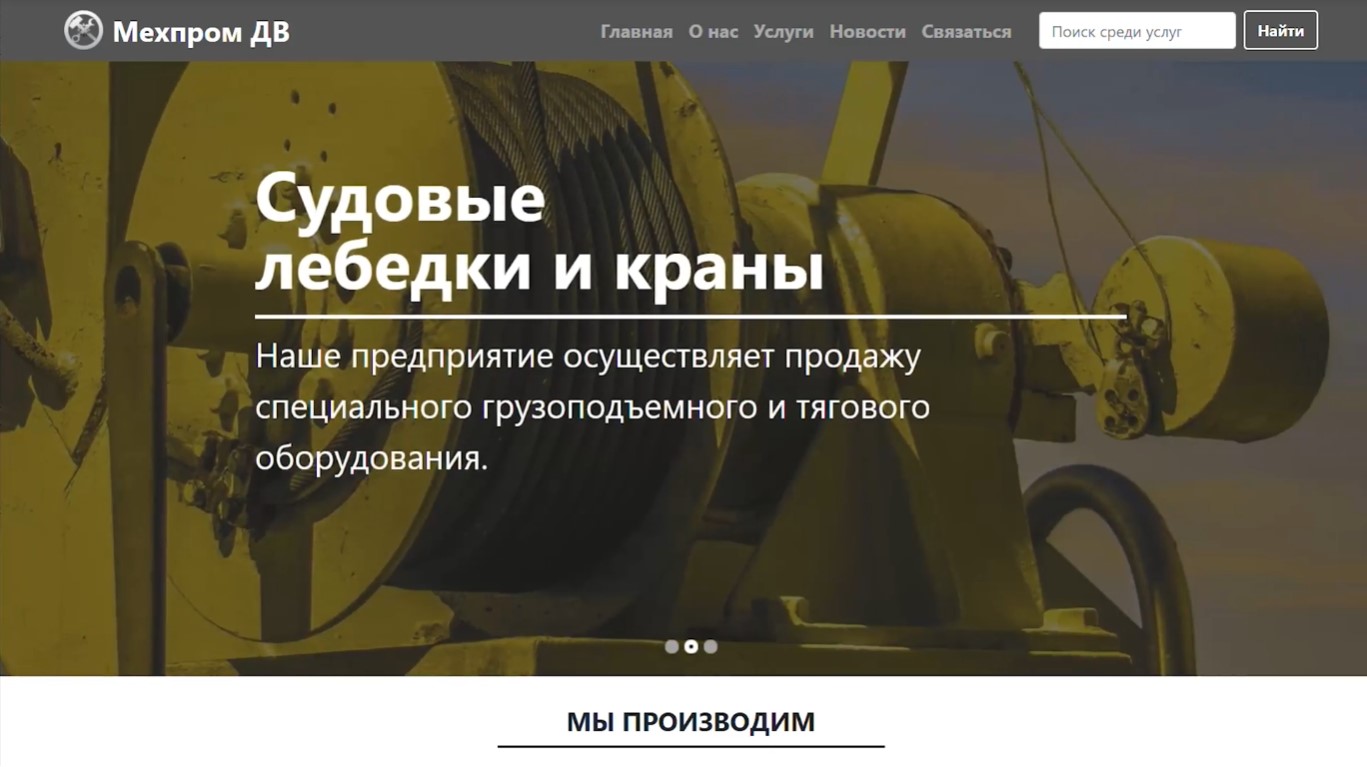 Мехпром ДВ
Главная О нас Услуги Новости Связаться Поиск среди услуг Найти
Судовые
лебедки и краны
Наше предприятие осуществляет продажу
специального грузоподъемного и тягового
оборудования.
МЫ ПРОИЗВОДИМ